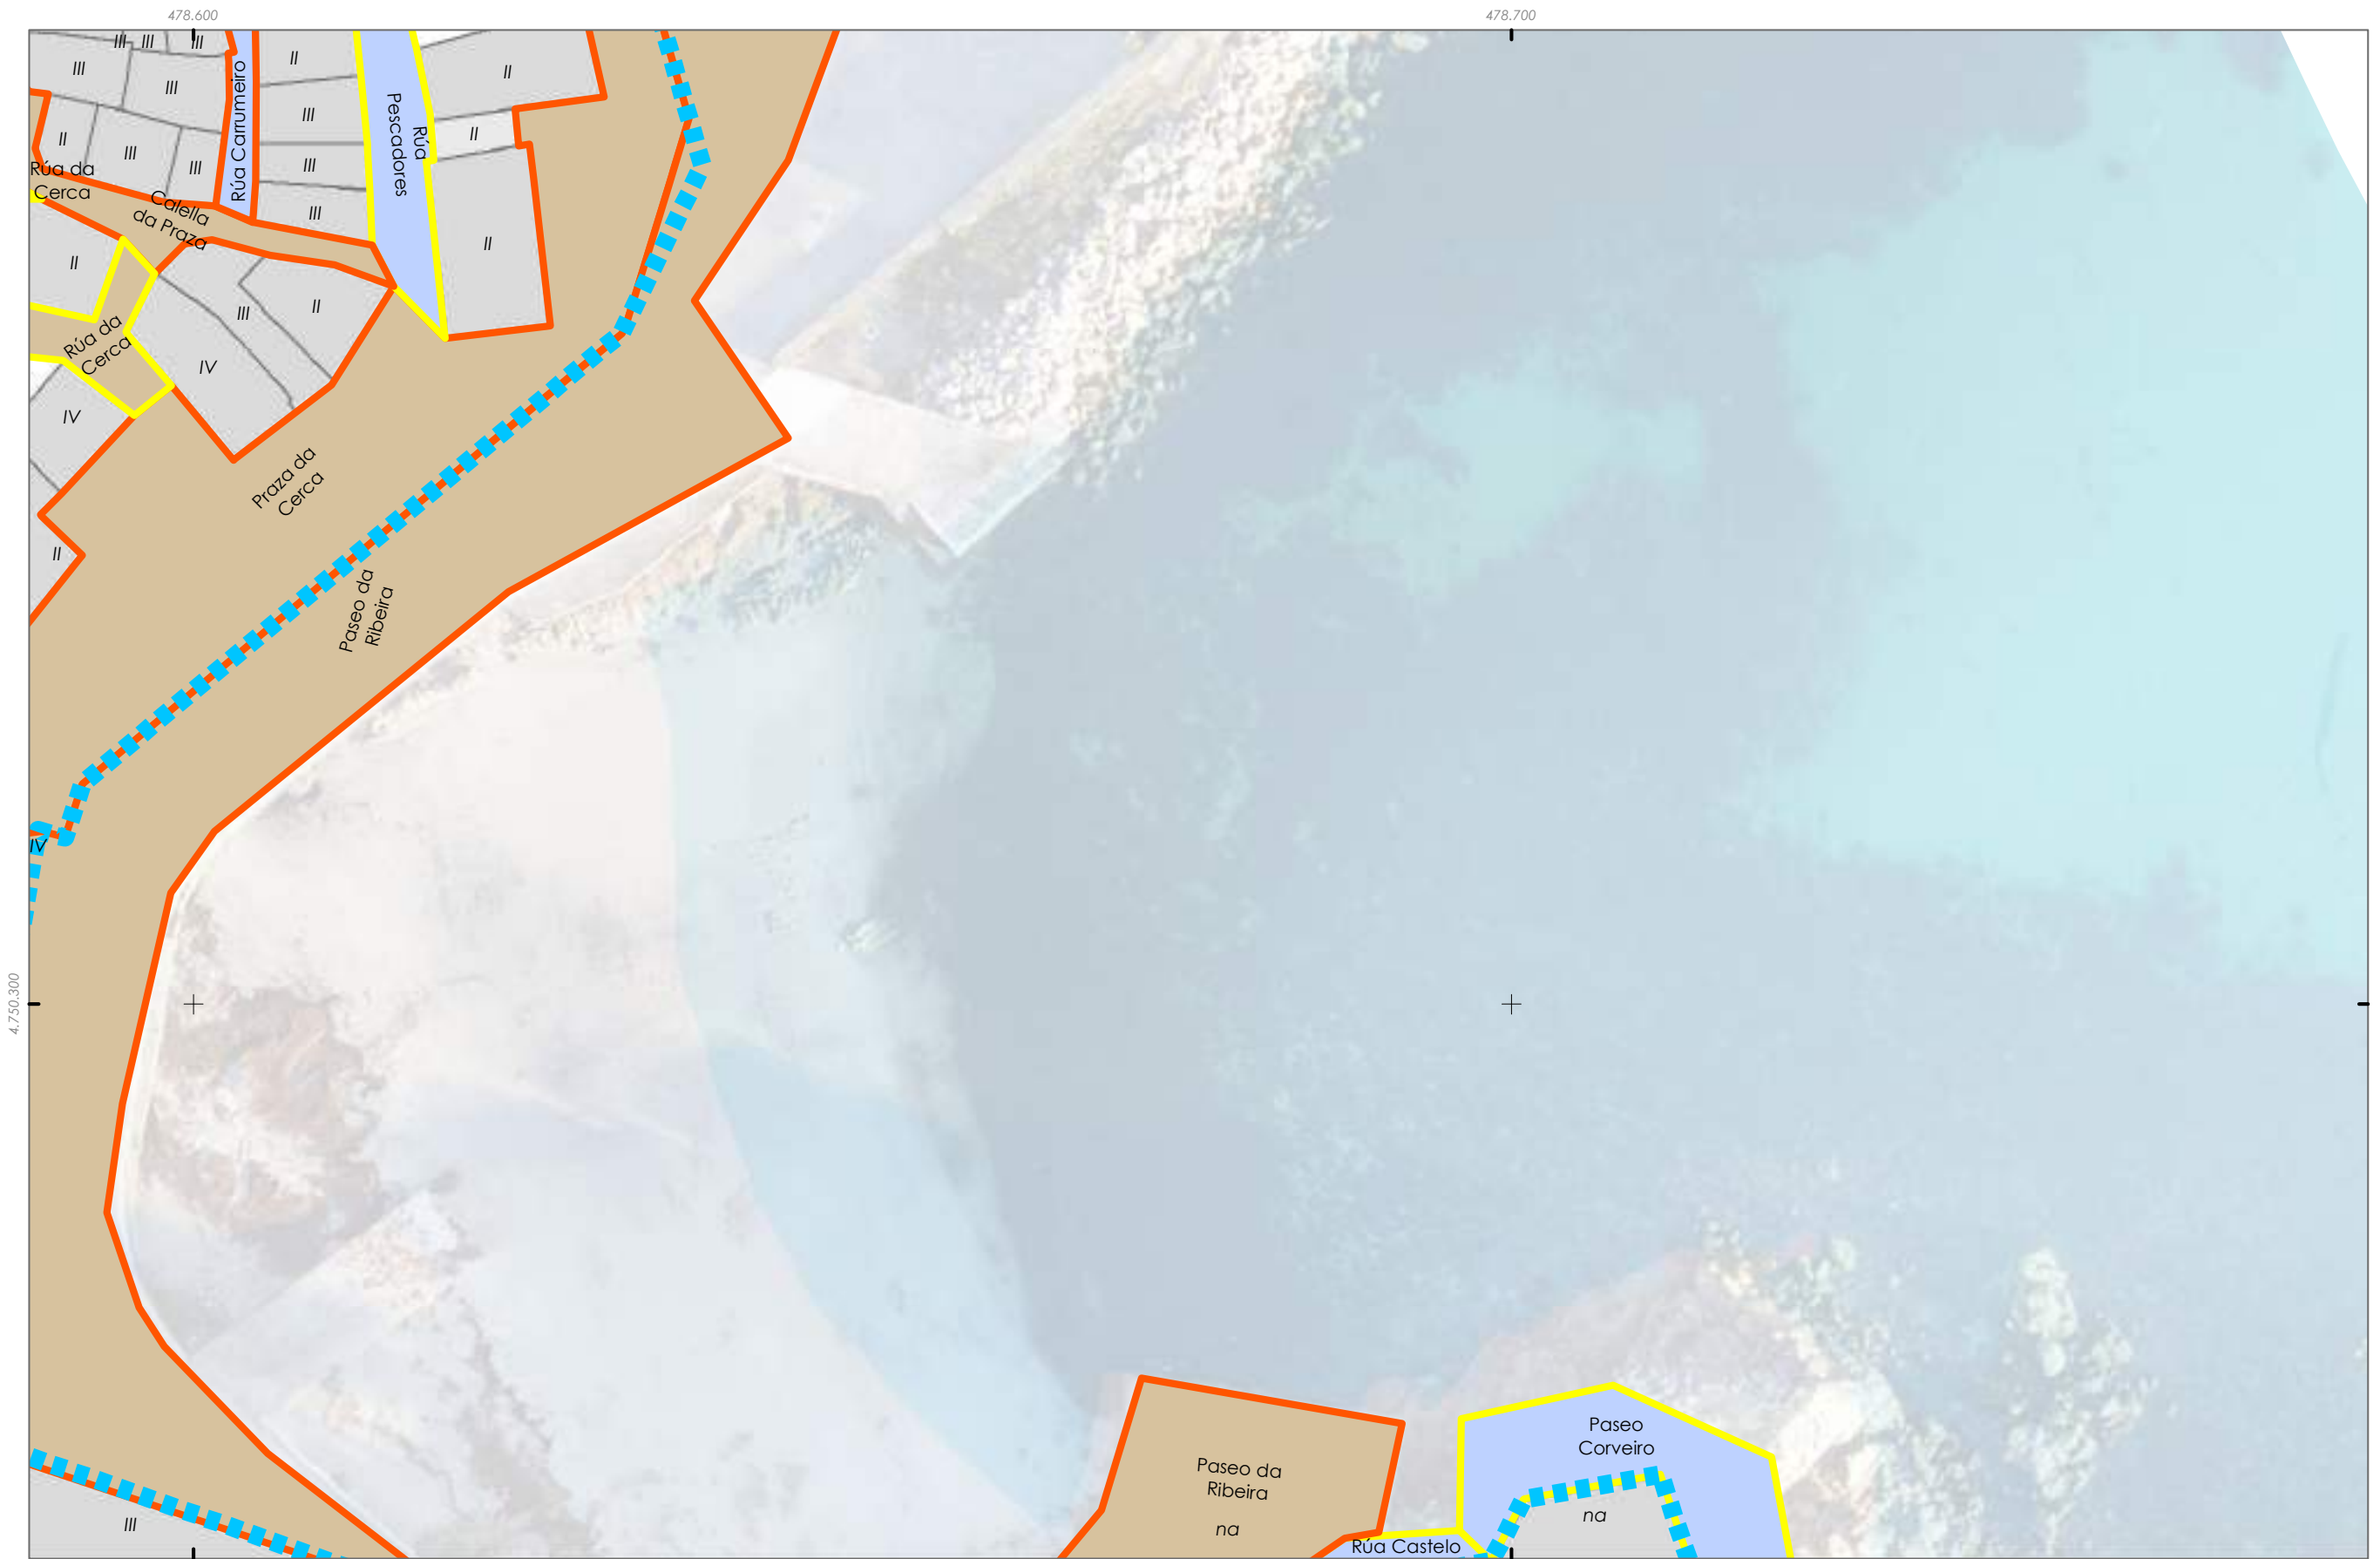 478.600
478.700
III
III
III
II
II
III
III
III
Rúa Carrumeiro
Rúa
Pescadores
II
II
III
III
III
III
II
Rúa da
Cerca
Calella
da Praza
II
III
II
Rúa da
Cerca
IV
IV
Praza da
Cerca
II
Paseo da
Ribeira
IV
4.750.300
Paseo
Corveiro
Paseo da
Ribeira
na
na
Rúa Castelo
III